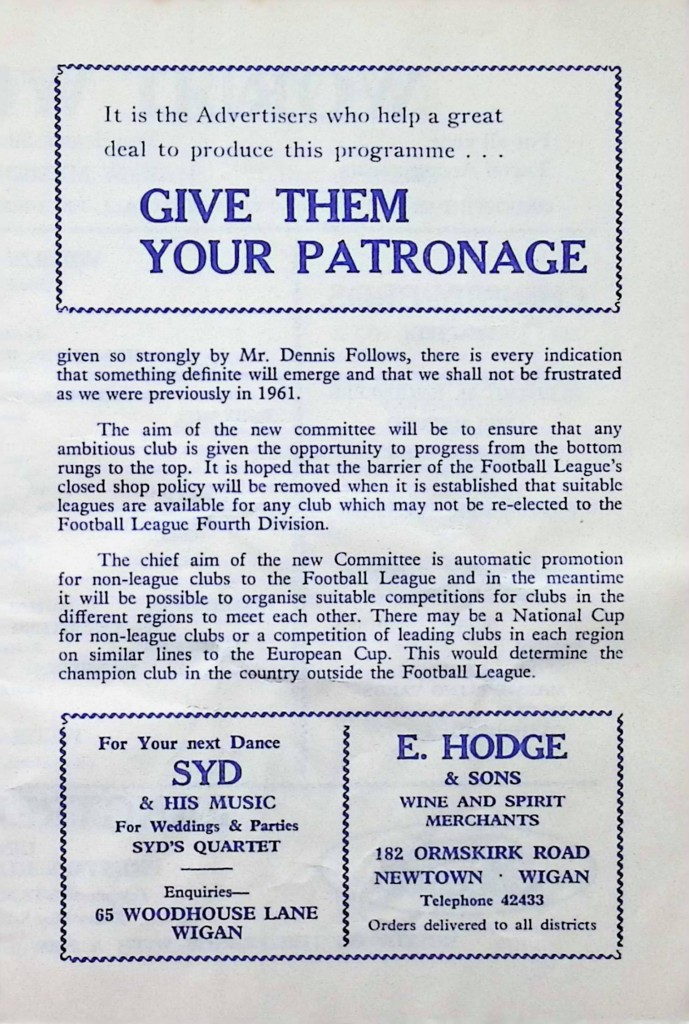 It is the Advertisers who help a great
deal to produce this programme . . .
GIVE THEM
YOUR PATRONAGE
given so strongly by Mr. Dennis Follows, there is every indication
that something definite will emerge and that we shall not be frustrated
as we were previously in 1961.
The aim of the new committee will be to ensure that any
ambitious club is given the opportunity to progress from the bottom
rungs to the top. It is hoped that the barrier of the Football League's
closed shop policy will be removed when it is established that suitable
leagues are available for any club which may not be re-elected to the
Football League Fourth Division.
The chief aim of the new Committee is automatic promotion
for non-league clubs to the Football League and in the meantime
it will be possible to organise suitable competitions for clubs in the
different regions to meet each other. There may be a National Cup
for non-league clubs or a competition of leading clubs in each region
on similar lines to the European Cup. This would determine the
champion club in the country outside the Football League.
For Your next Dance
SYD
& HIS MUSIC
For Weddings & Parties
SYD'S QUARTET
Enquiries—
65 WOODHOUSE LANE
WIGAN
E. HODGE
& SONS
WINE AND SPIRIT
MERCHANTS
182 ORMSKIRK ROAD
NEWTOWN · WIGAN
Telephone 42433
Orders delivered to all districts